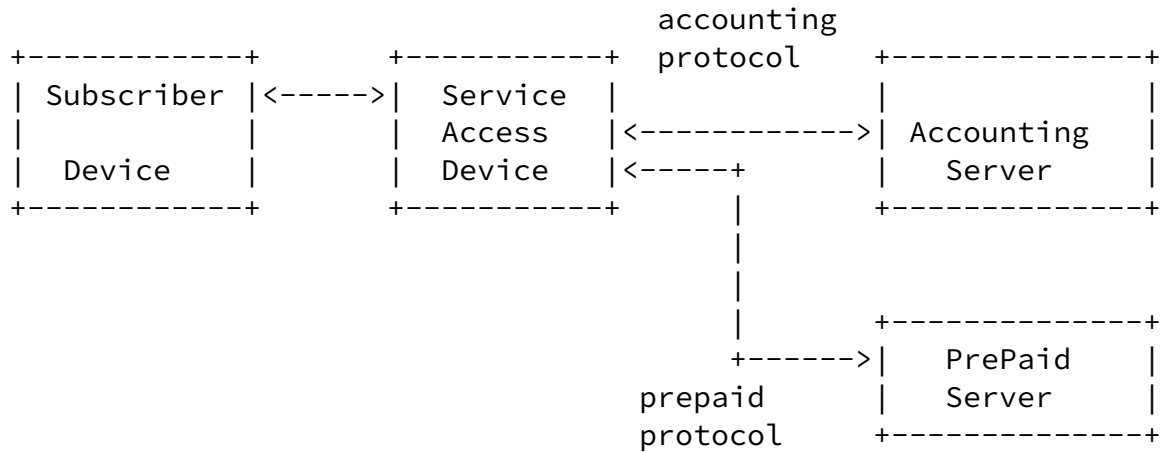 accounting
protocol
Subscriber Service
Access Accounting
Device Device Server
PrePaid
prepaid Server
protocol